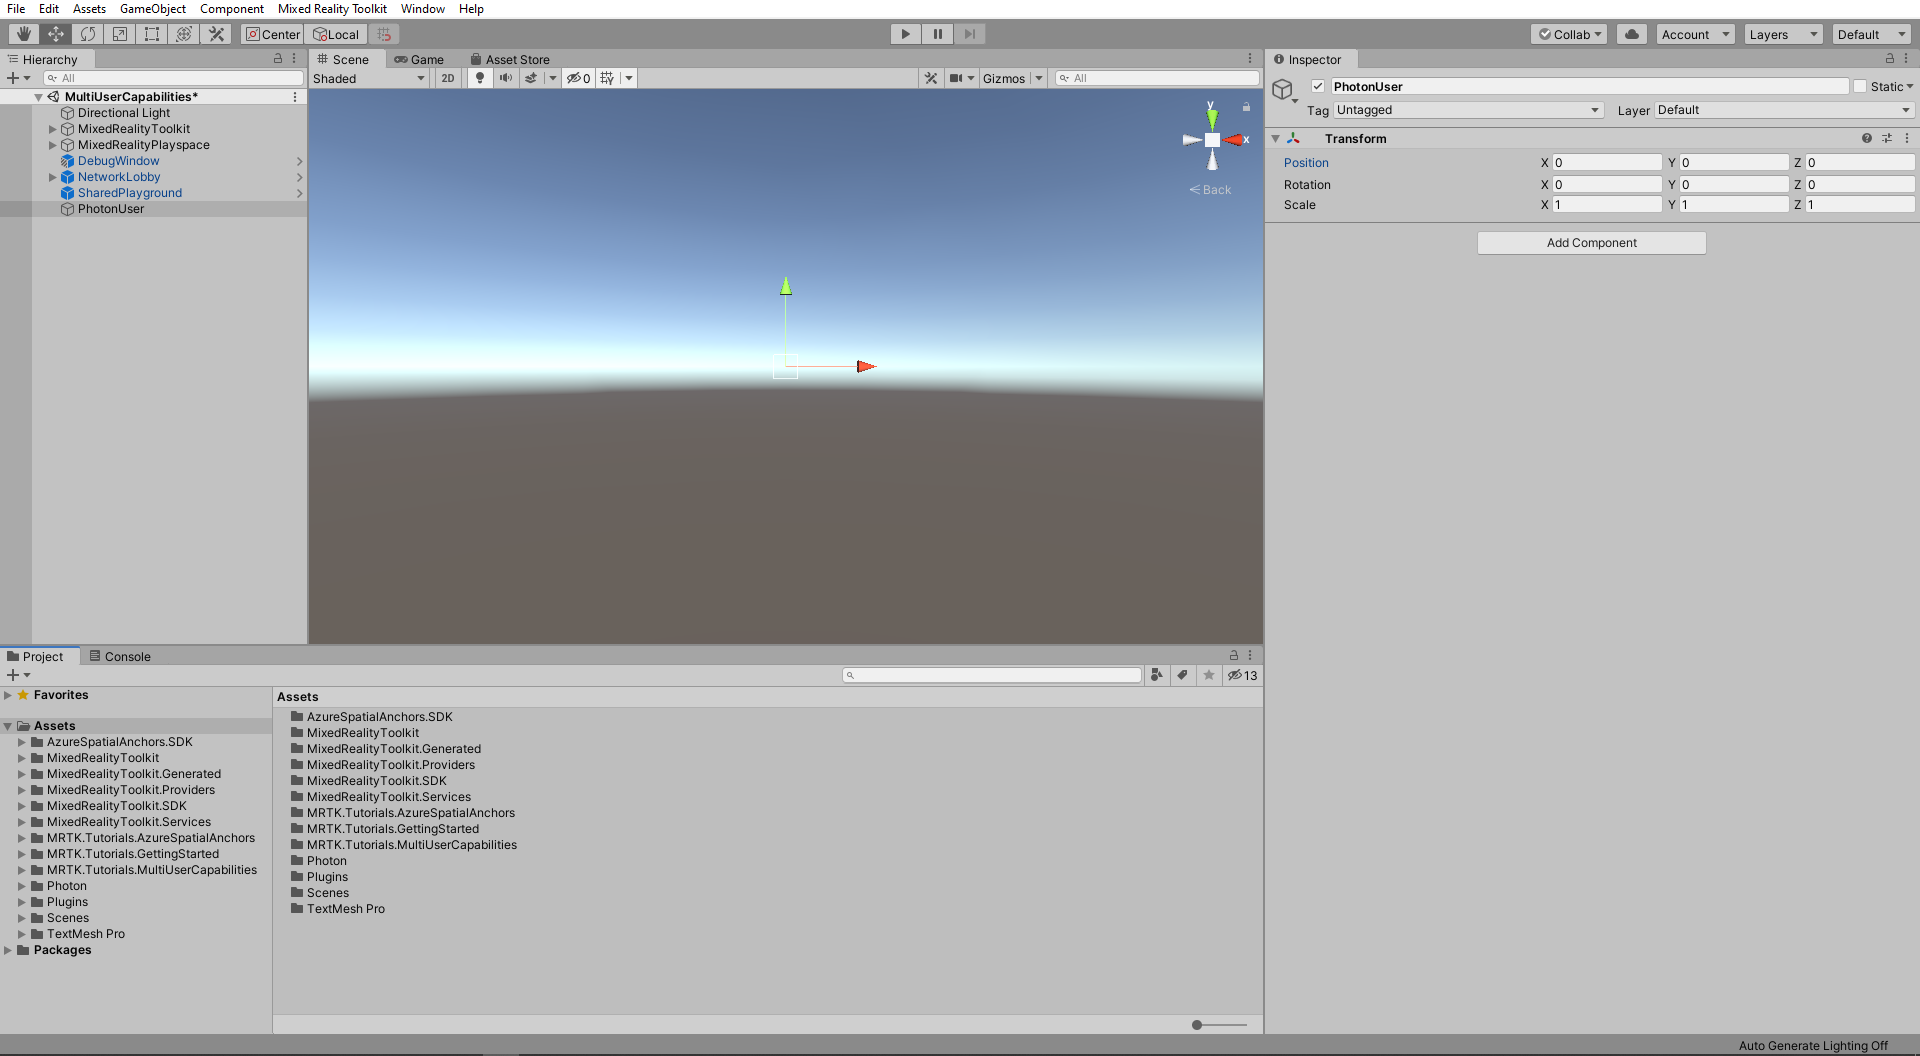 File Edit Assets GameObject Component Mixed Reality Toolkit Window Help
Center Local Collab Account Layers Default
Hierarchy
All
MultiUserCapabilities*
Directional Light
MixedRealityToolkit
MixedRealityPlayspace
DebugWindow
NetworkLobby
SharedPlayground
PhotonUser
Scene Game Asset Store
Shaded 2D 0 Gizmos All
y
x
Back
Inspector
PhotonUser Static
Tag Untagged Layer Default
Transform
Position X 0 Y 0 Z 0
Rotation X 0 Y 0 Z 0
Scale X 1 Y 1 Z 1
Add Component
Project Console
13
Favorites
Assets
AzureSpatialAnchors.SDK
MixedRealityToolkit
MixedRealityToolkit.Generated
MixedRealityToolkit.Providers
MixedRealityToolkit.SDK
MixedRealityToolkit.Services
MRTK.Tutorials.AzureSpatialAnchors
MRTK.Tutorials.GettingStarted
MRTK.Tutorials.MultiUserCapabilities
Photon
Plugins
Scenes
TextMesh Pro
Packages
Assets
AzureSpatialAnchors.SDK
MixedRealityToolkit
MixedRealityToolkit.Generated
MixedRealityToolkit.Providers
MixedRealityToolkit.SDK
MixedRealityToolkit.Services
MRTK.Tutorials.AzureSpatialAnchors
MRTK.Tutorials.GettingStarted
MRTK.Tutorials.MultiUserCapabilities
Photon
Plugins
Scenes
TextMesh Pro
Auto Generate Lighting Off